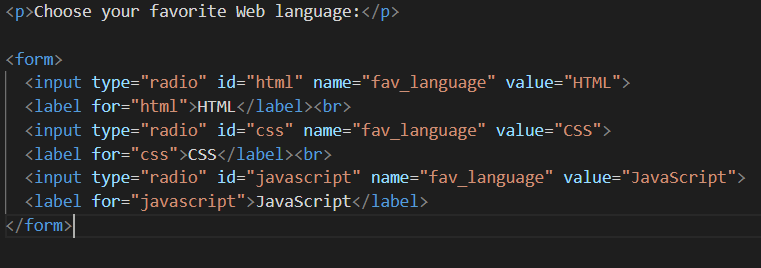 <p>Choose your favorite Web language:</p>
<form>
<input type="radio" id="html" name="fav_language" value="HTML">
<label for="html">HTML</label><br>
<input type="radio" id="css" name="fav_language" value="CSS">
<label for="css">CSS</label><br>
<input type="radio" id="javascript" name="fav_language" value="JavaScript">
<label for="javascript">JavaScript</label>
</form>